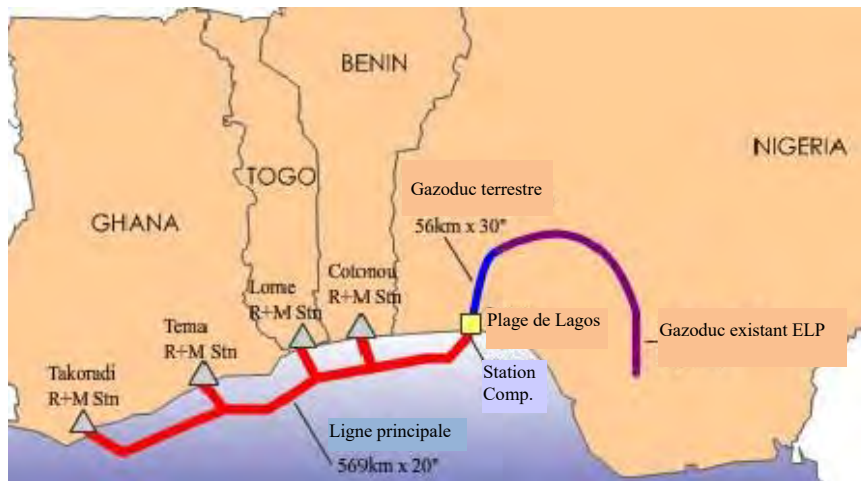 BENIN
NIGERIA
TOGO
Gazoduc terrestre
GHANA
56km x 30"
Cotonou
R+M Stn
Lome
R+M Stn
Plage de Lagos
Tema
R+M Stn
Gazoduc existant ELP
Takoradi
R+M Stn
Station
Comp.
Ligne principale
569km x 20"